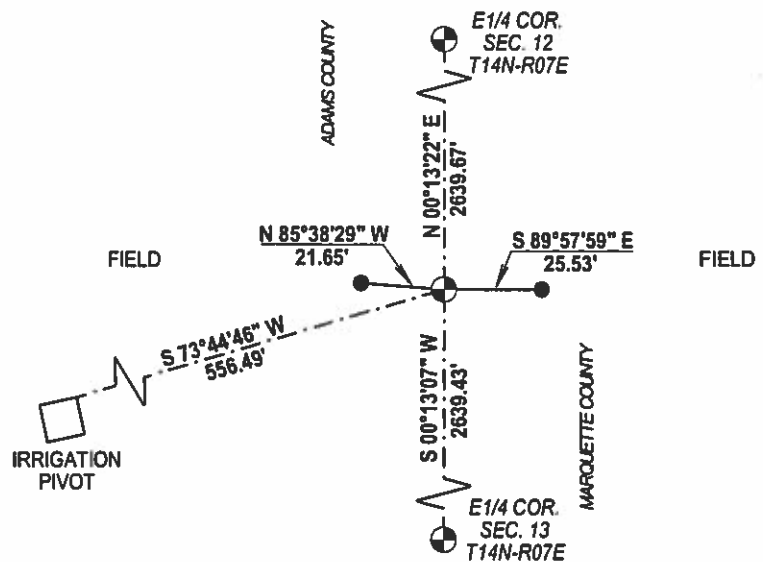 E1/4 COR.
SEC. 12
T14N-R07E
ADAMS COUNTY
N 00°13'22" E
2639.67'
N 85°38'29" W
21.65'
S 89°57'59" E
25.53'
FIELD
FIELD
S 73°44'46" W
556.49'
S 00°13'07" W
2639.43'
MARQUETTE COUNTY
IRRIGATION
PIVOT
E1/4 COR.
SEC. 13
T14N-R07E